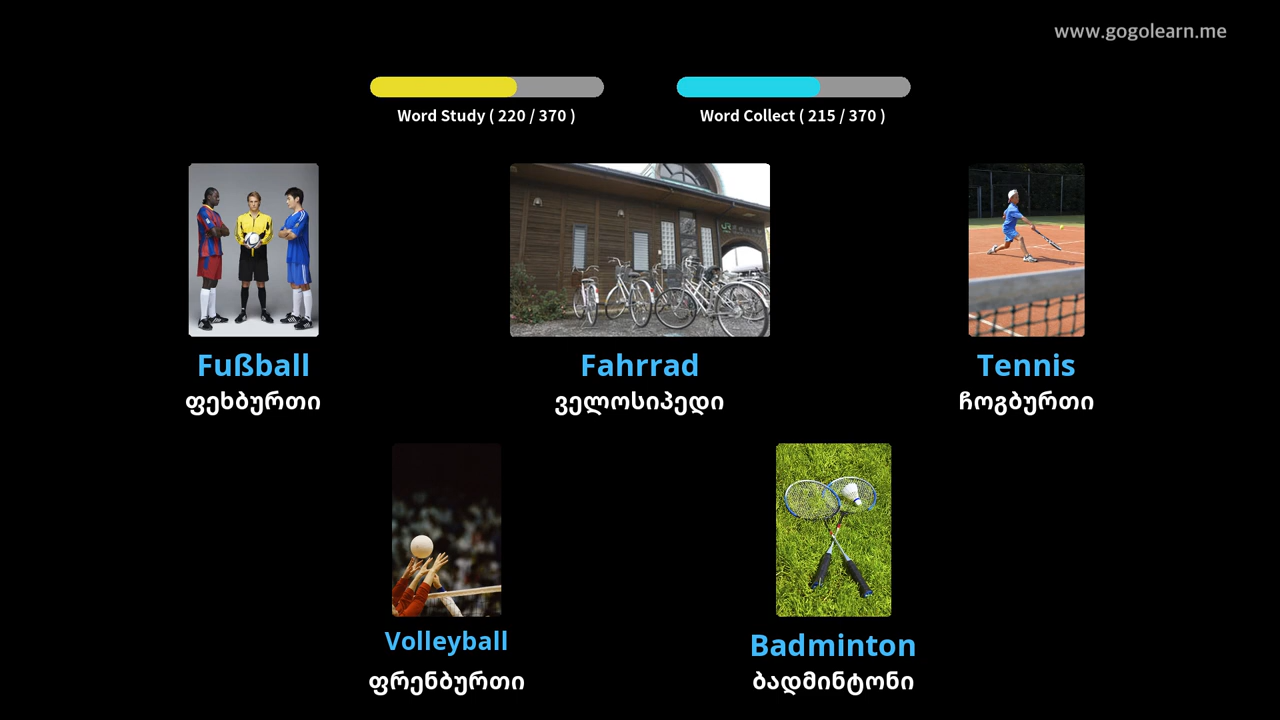 www.gogolearn.me
Word Study ( 220 / 370 )
Word Collect ( 215 / 370 )
Fußball
ფეხბურთი
Fahrrad
ველოსიპედი
Tennis
ჩოგბურთი
Volleyball
ფრენბურთი
Badminton
ბადმინტონი